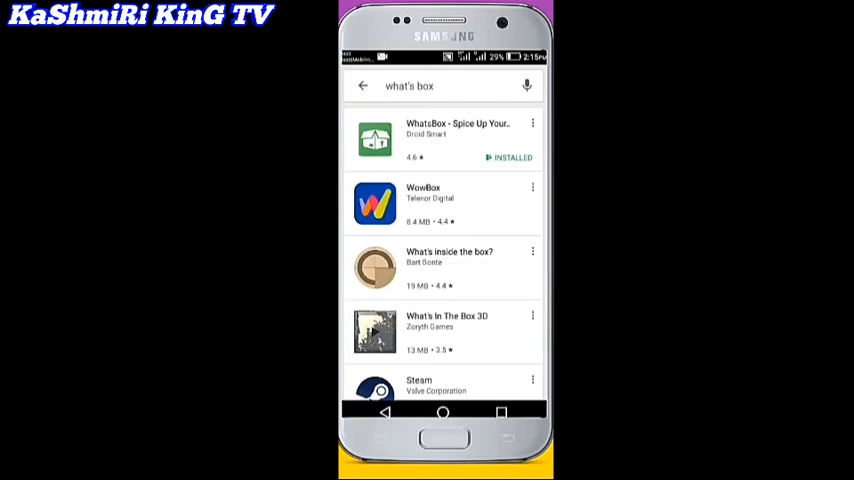 KaShmiRi KinG TV
SAMSUNG
29% 2:15PM
what's box
WhatsBox - Spice Up Your..
Droid Smart
4.6 ★ INSTALLED
WowBox
Telenor Digital
8.4 MB • 4.4 ★
What's inside the box?
Bart Bonte
19 MB • 4.4 ★
What's In The Box 3D
Zoryth Games
13 MB • 3.5 ★
Steam
Valve Corporation